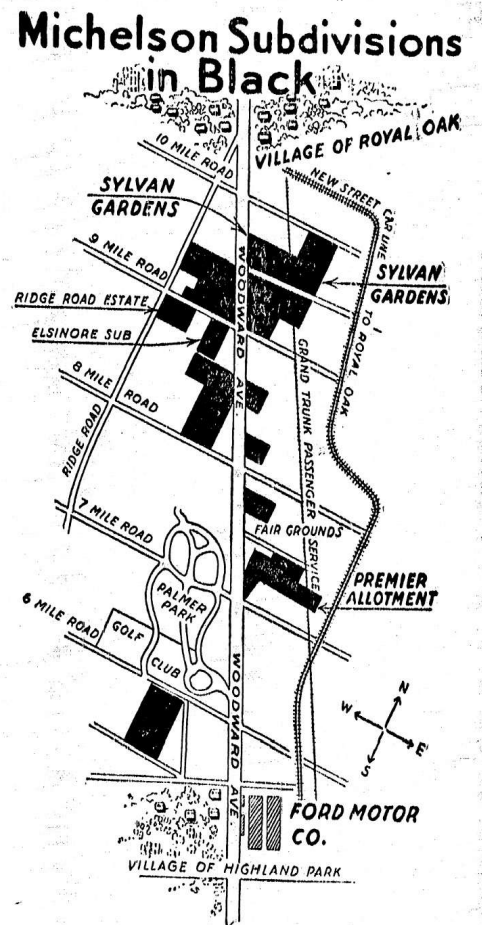 Michelson Subdivisions
in Black
VILLAGE OF ROYAL OAK
10 MILE ROAD
NEW STREET CAR LINE TO ROYAL OAK
SYLVAN
GARDENS
9 MILE ROAD
SYLVAN
GARDENS
WOODWARD AVE
RIDGE ROAD ESTATE
ELSINORE SUB
GRAND TRUNK PASSENGER SERVICE
8 MILE ROAD
RIDGE ROAD
7 MILE ROAD
FAIR GROUNDS
PREMIER
ALLOTMENT
PALMER
PARK
6 MILE ROAD
GOLF
CLUB
WOODWARD AVE
N
W
E
S
FORD MOTOR
CO.
VILLAGE OF HIGHLAND PARK